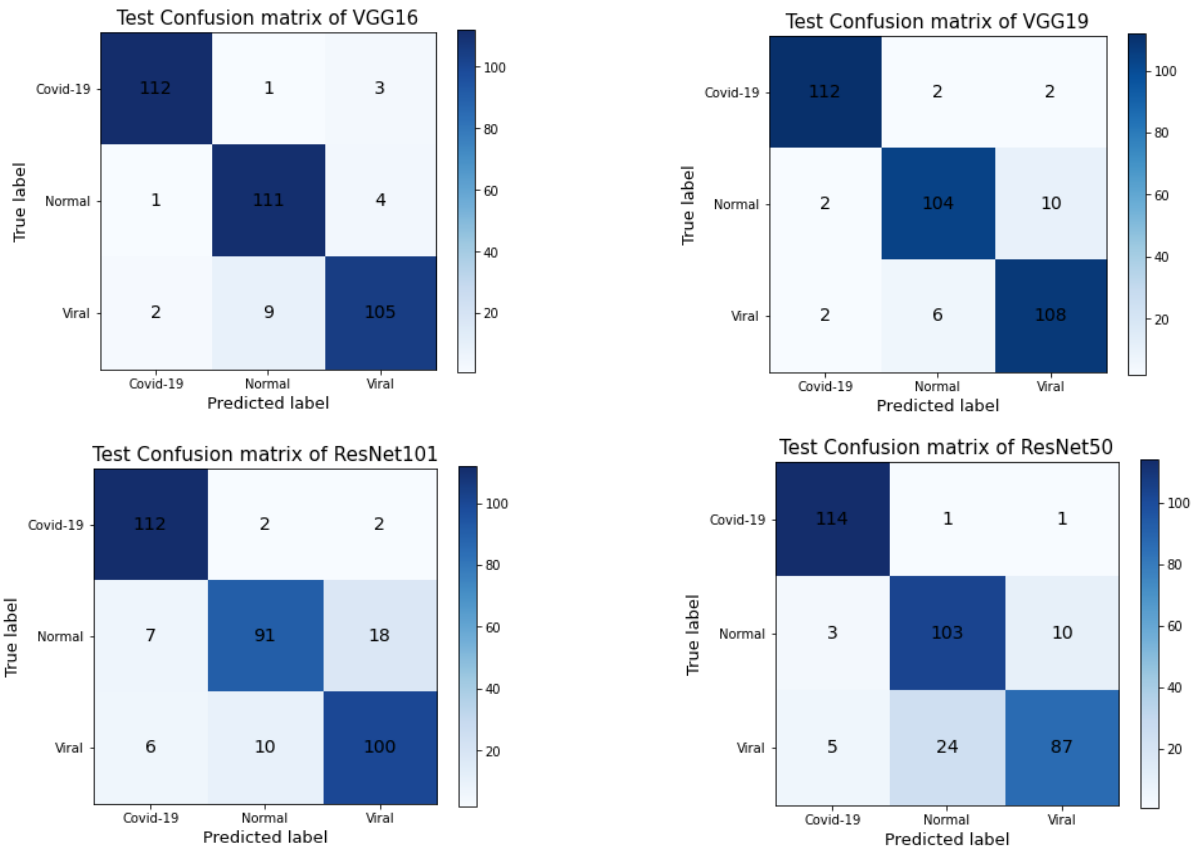 Test Confusion matrix of VGG16
Covid-19 112 1 3 100
80
Normal 1 111 4 60
40
Viral 2 9 105 20
True label
Covid-19 Normal Viral
Predicted label
Test Confusion matrix of VGG19
Covid-19 112 2 2 100
80
Normal 2 104 10 60
40
Viral 2 6 108 20
True label
Covid-19 Normal Viral
Predicted label
Test Confusion matrix of ResNet101
Covid-19 112 2 2 100
80
Normal 7 91 18 60
40
Viral 6 10 100 20
True label
Covid-19 Normal Viral
Predicted label
Test Confusion matrix of ResNet50
Covid-19 114 1 1 100
80
Normal 3 103 10 60
40
Viral 5 24 87 20
True label
Covid-19 Normal Viral
Predicted label